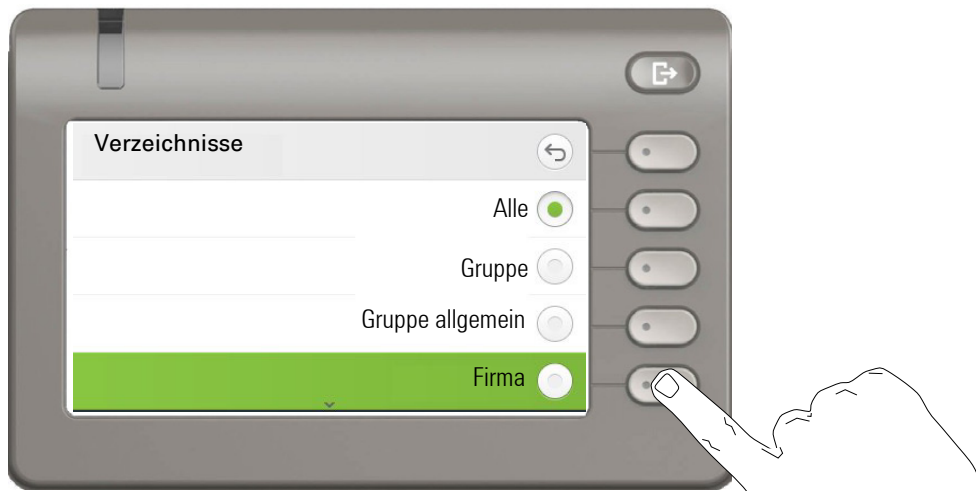 Verzeichnisse
Alle
Gruppe
Gruppe allgemein
Firma